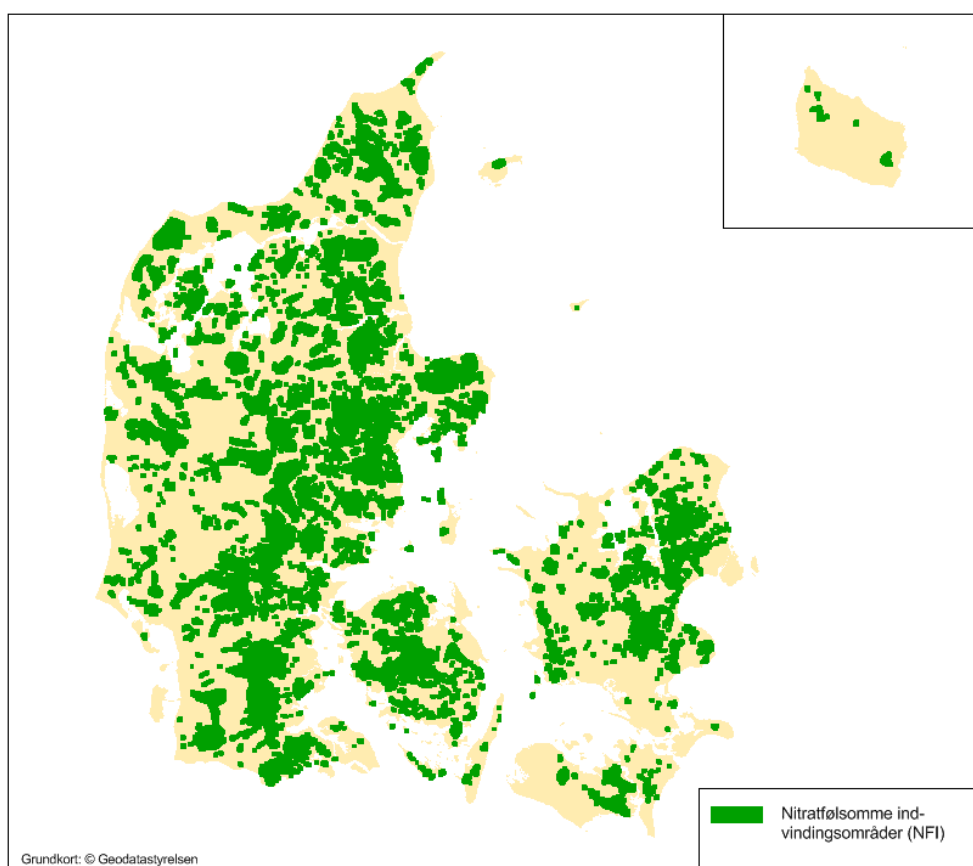 Nitratfølsomme ind-
vindingsområder (NFI)
Grundkort: © Geodatastyrelsen